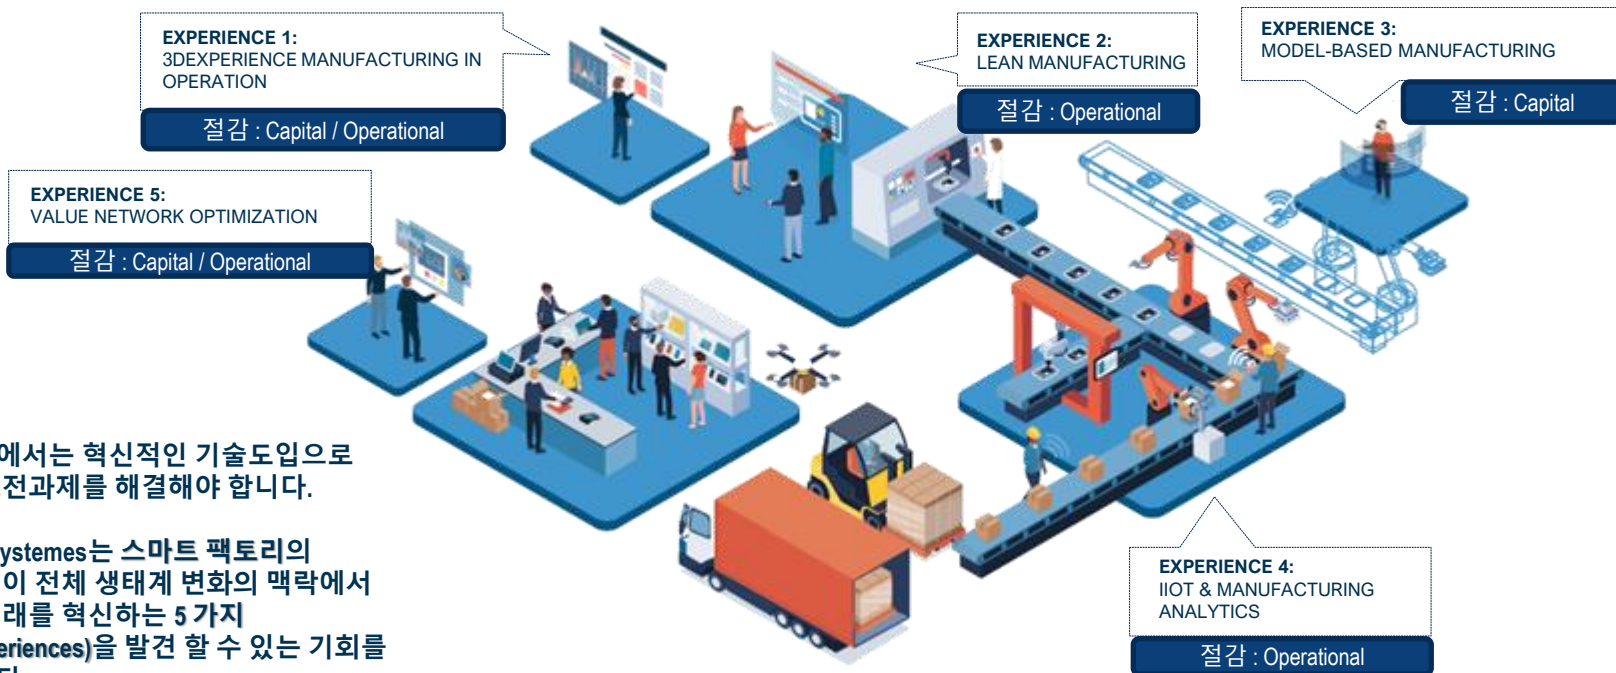 EXPERIENCE 1:
3DEXPERIENCE MANUFACTURING IN
OPERATION
절감 : Capital / Operational
EXPERIENCE 2:
LEAN MANUFACTURING
절감 : Operational
EXPERIENCE 3:
MODEL-BASED MANUFACTURING
절감 : Capital
EXPERIENCE 5:
VALUE NETWORK OPTIMIZATION
절감 : Capital / Operational
에서는 혁신적인 기술도입으로
전과제를 해결해야 합니다.
ystemes는 스마트 팩토리의
이 전체 생태계 변화의 맥락에서
래를 혁신하는 5 가지
eriences)을 발견 할 수 있는 기회를
EXPERIENCE 4:
IIOT & MANUFACTURING
ANALYTICS
절감 : Operational